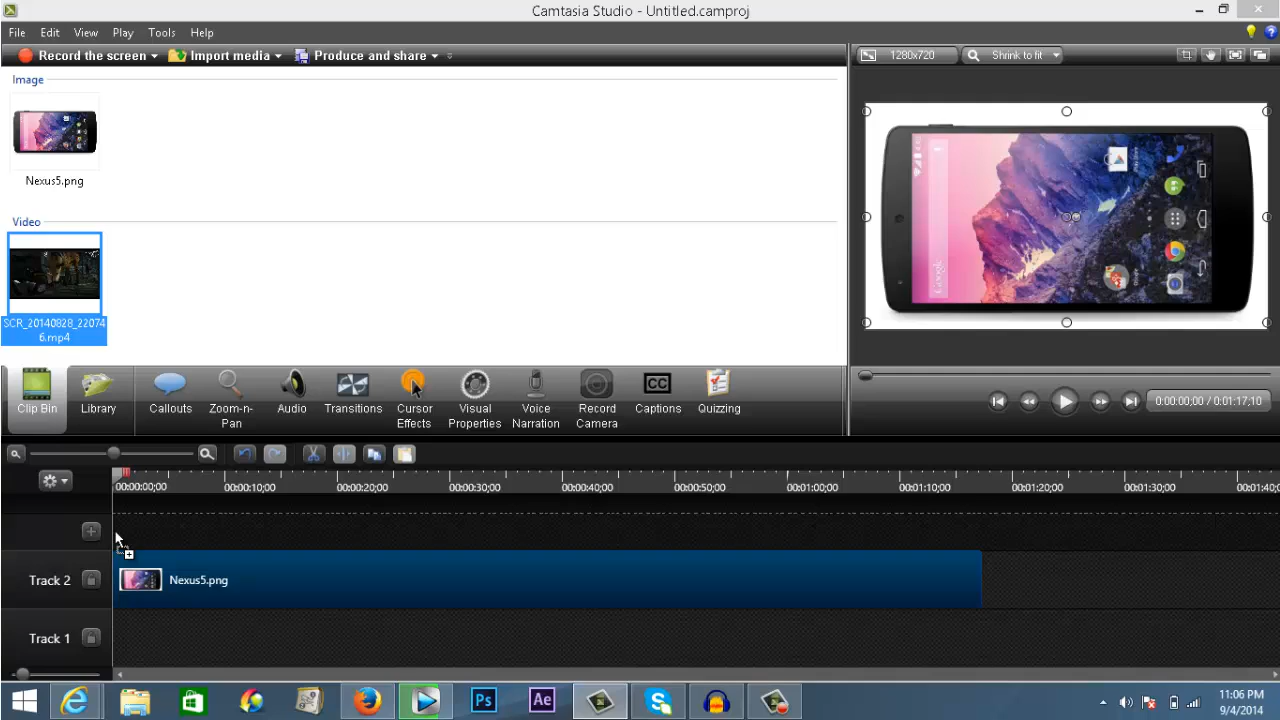 Camtasia Studio - Untitled.camproj
File Edit View Play Tools Help
Record the screen Import media Produce and share
1280x720 Shrink to fit
Image
Nexus5.png
Video
SCR_20140828_22074
6.mp4
Google
Clip Bin Library Callouts Zoom-n-Pan Audio Transitions Cursor Effects Visual Properties Voice Narration Record Camera CC Captions Quizzing
0:00:00;00 / 0:01:17;10
00:00:00;00 00:00:10;00 00:00:20;00 00:00:30;00 00:00:40;00 00:00:50;00 00:01:00;00 00:01:10;00 00:01:20;00 00:01:30;00 00:01:40;0
Track 2 Nexus5.png
Track 1
Ps Ae
11:06 PM
9/4/2014